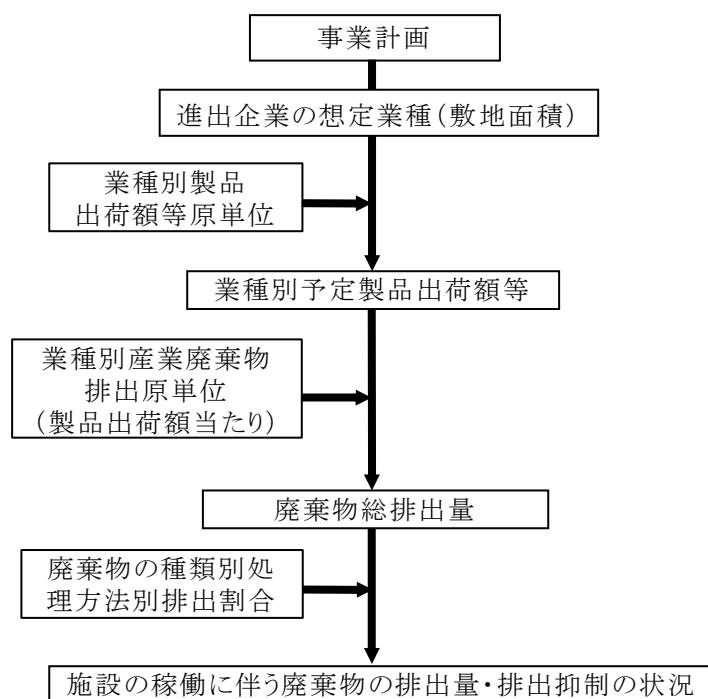 事業計画
進出企業の想定業種（敷地面積）
業種別製品
出荷額等原単位
業種別予定製品出荷額等
業種別産業廃棄物
排出原単位
（製品出荷額当たり）
廃棄物総排出量
廃棄物の種類別処
理方法別排出割合
施設の稼働に伴う廃棄物の排出量・排出抑制の状況